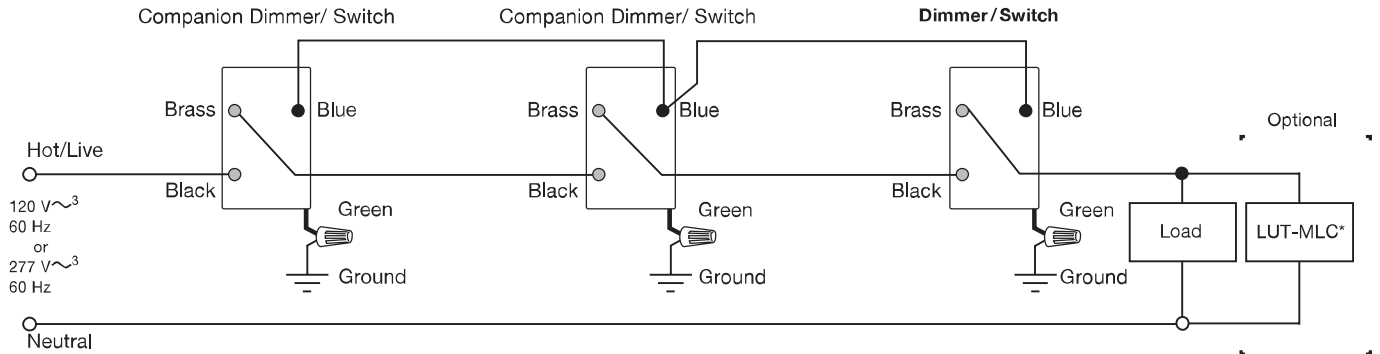 Companion Dimmer/ Switch
Companion Dimmer/ Switch
Dimmer/Switch
Brass
Blue
Brass
Blue
Brass
Blue
Optional
Hot/Live
Black
Black
Black
120 V~3
60 Hz
or
277 V~3
60 Hz
Green
Green
Green
Load
LUT-MLC*
Ground
Ground
Ground
Neutral